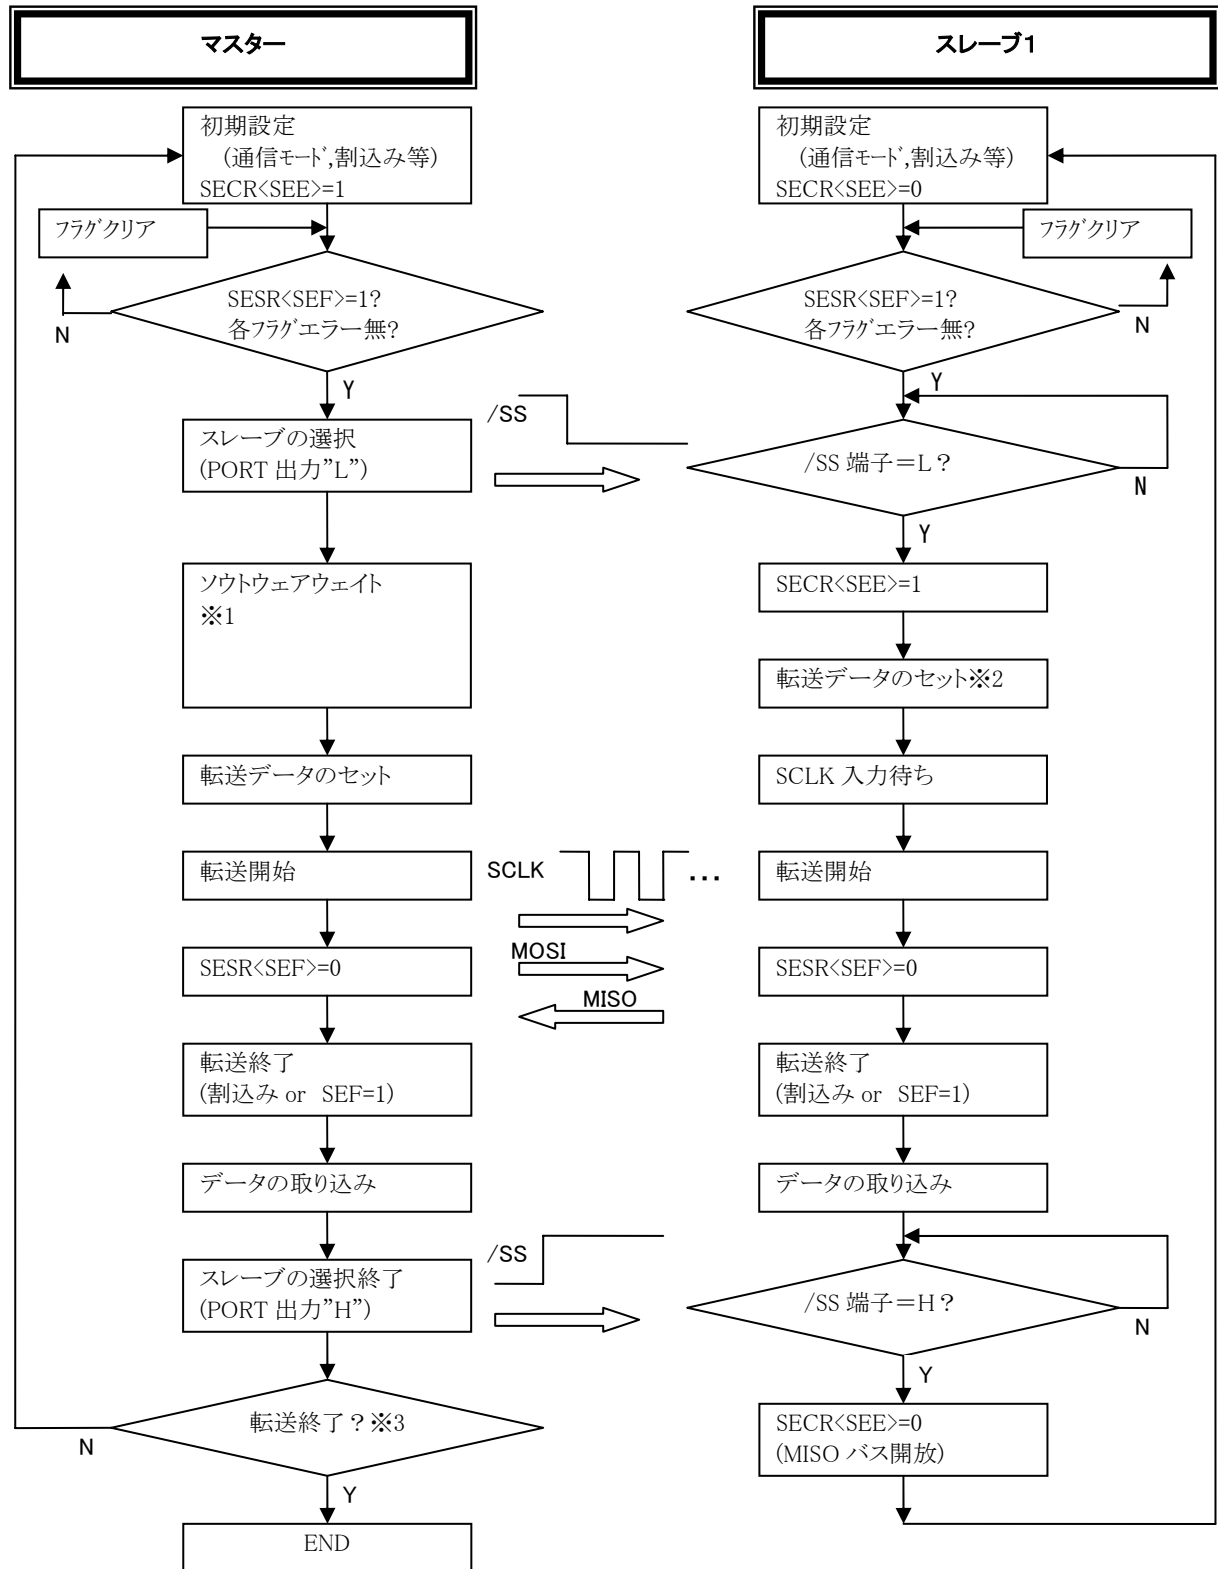 マスター
スレーブ1
初期設定
(通信モード,割込み等)
SECR<SEE>=1
フラグクリア
SESR<SEF>=1?
各フラグエラー無?
N
Y
スレーブの選択
(PORT 出力”L”)
ソウトウェアウェイト
※1
転送データのセット
転送開始
SESR<SEF>=0
転送終了
(割込み or SEF=1)
データの取り込み
スレーブの選択終了
(PORT 出力”H”)
転送終了？※3
N
Y
END
/SS
SCLK
...
MOSI
MISO
/SS
初期設定
(通信モード,割込み等)
SECR<SEE>=0
フラグクリア
SESR<SEF>=1?
各フラグエラー無?
N
Y
/SS 端子＝L？
N
Y
SECR<SEE>=1
転送データのセット※2
SCLK 入力待ち
転送開始
SESR<SEF>=0
転送終了
(割込み or SEF=1)
データの取り込み
/SS 端子＝H？
N
Y
SECR<SEE>=0
(MISO バス開放)